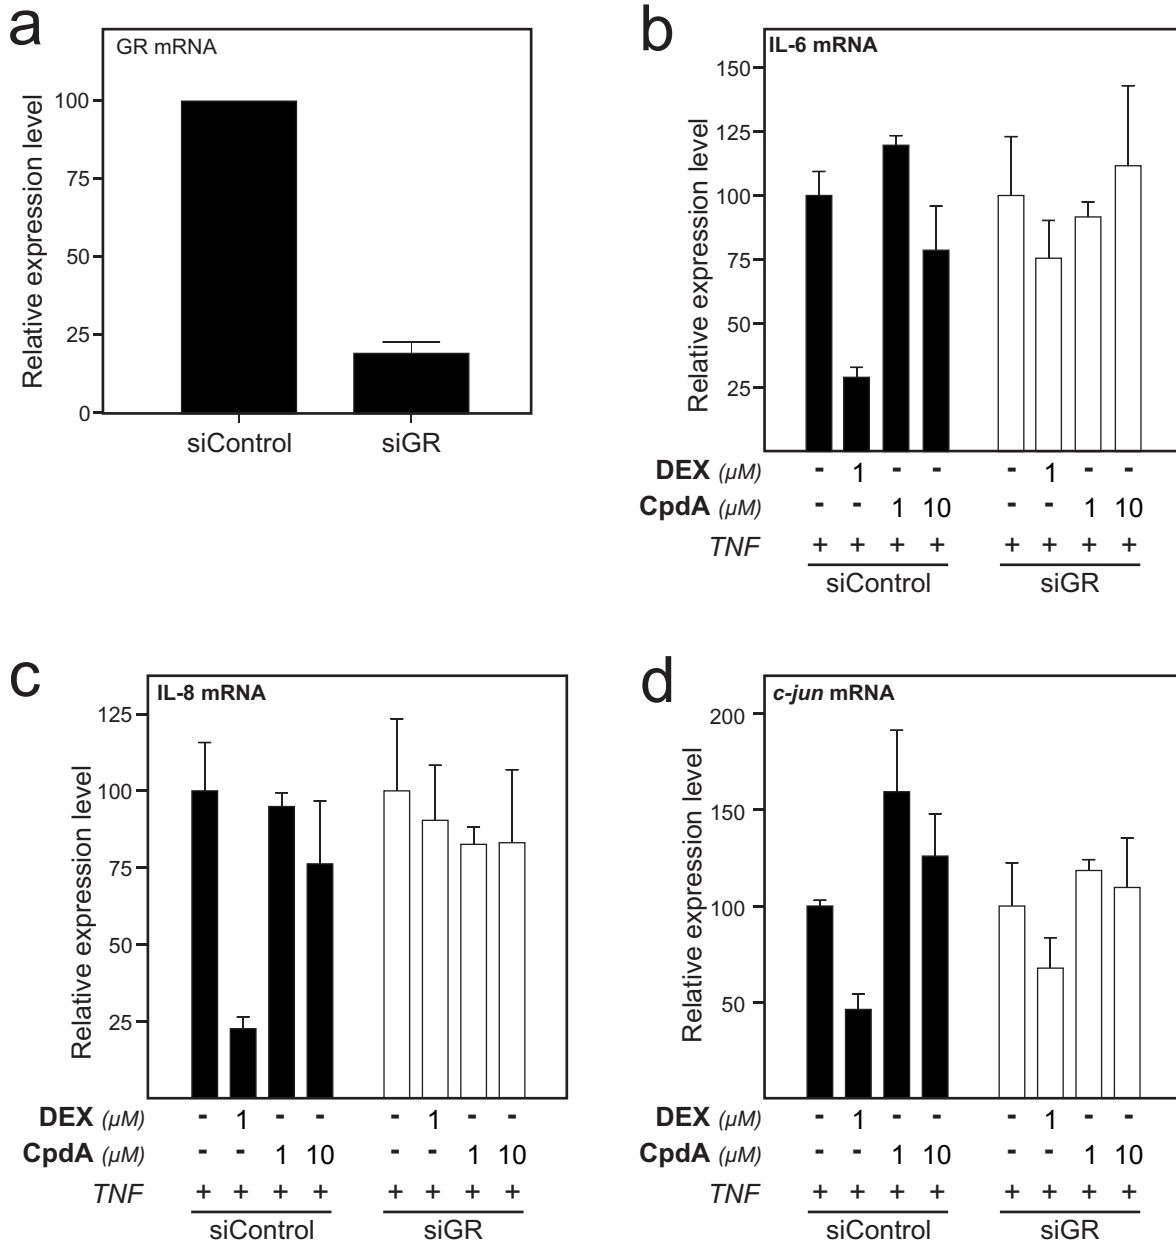 a
GR mRNA
Relative expression level
100
75
50
25
0
siControl siGR
b
IL-6 mRNA
Relative expression level
150
125
100
75
50
25
DEX (µM) - 1 - - - 1 - -
CpdA (µM) - - 1 10 - - 1 10
TNF + + + + + + + +
siControl siGR
c
IL-8 mRNA
Relative expression level
125
100
75
50
25
DEX (µM) - 1 - - - 1 - -
CpdA (µM) - - 1 10 - - 1 10
TNF + + + + + + + +
siControl siGR
d
c-jun mRNA
Relative expression level
200
150
100
50
DEX (µM) - 1 - - - 1 - -
CpdA (µM) - - 1 10 - - 1 10
TNF + + + + + + + +
siControl siGR